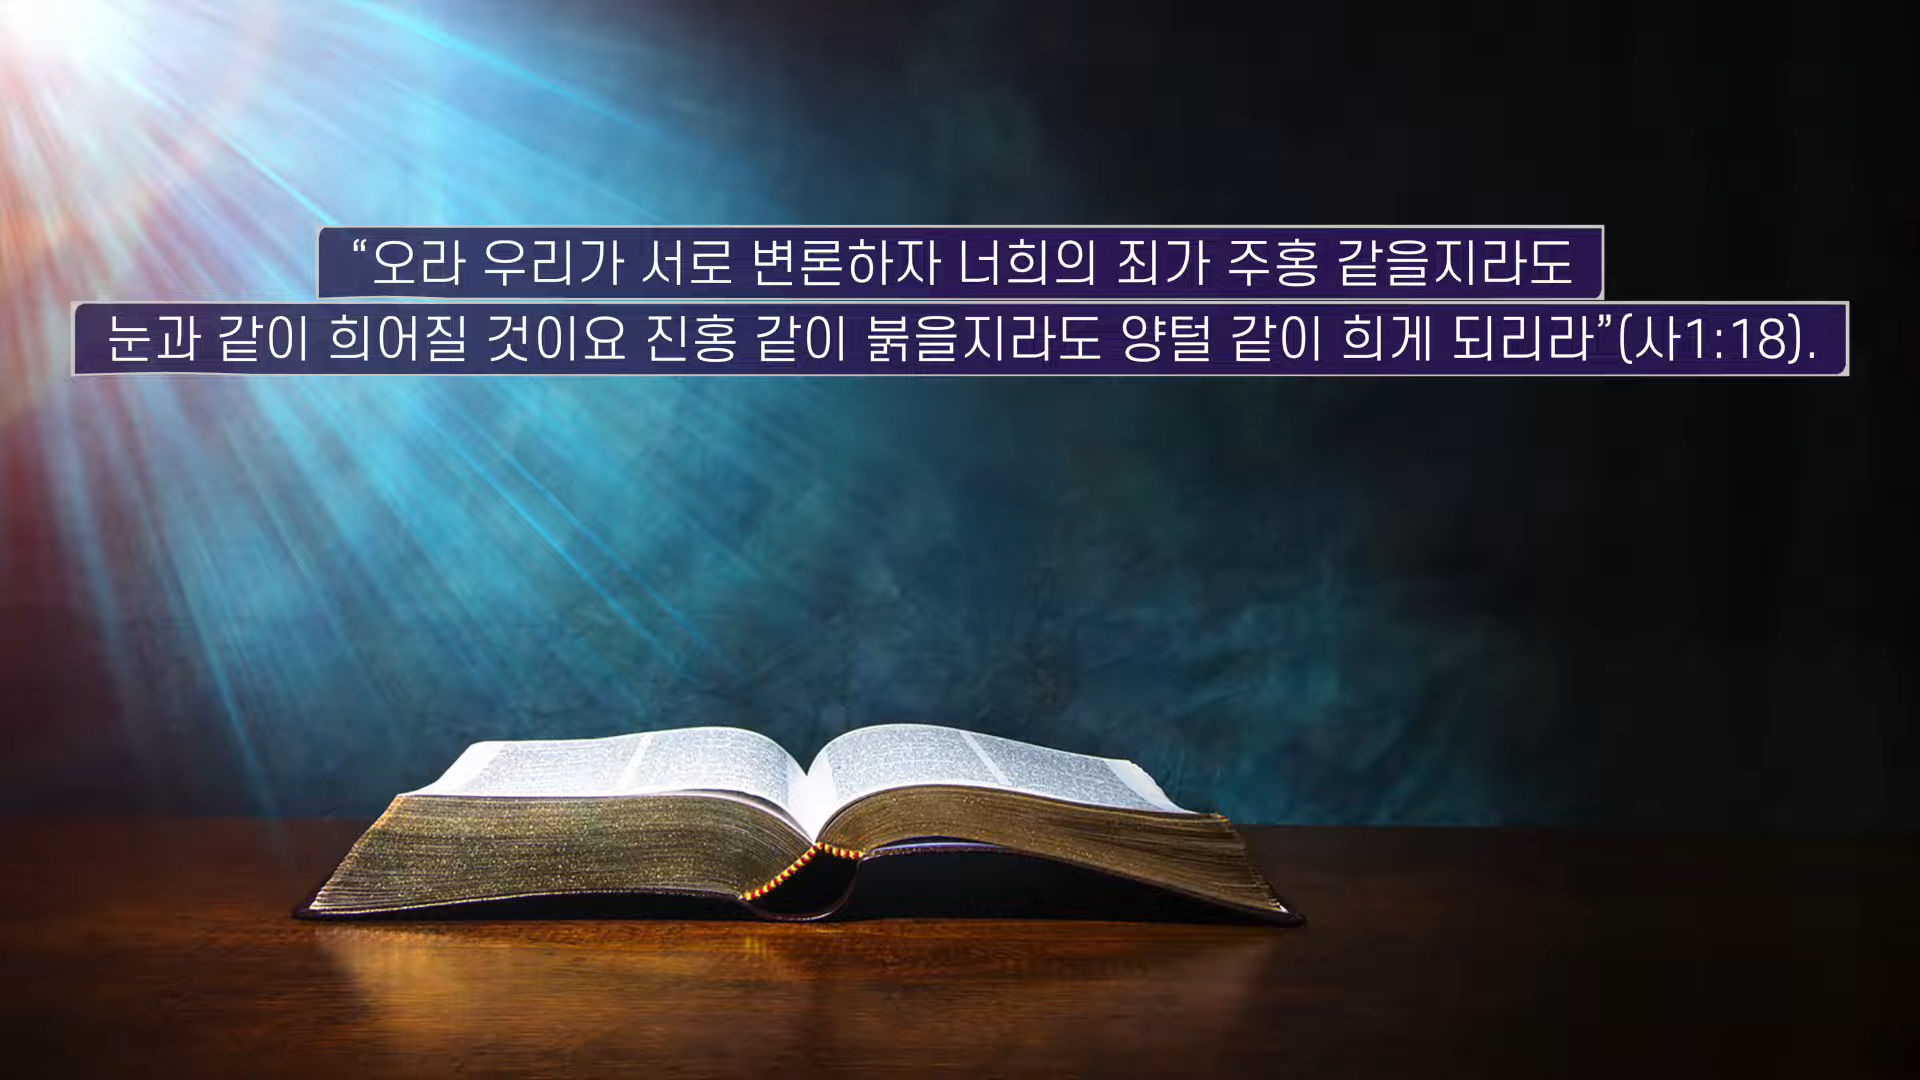 “오라 우리가 서로 변론하자 너희의 죄가 주홍 같을지라도
눈과 같이 희어질 것이요 진홍 같이 붉을지라도 양털 같이 희게 되리라”(사1:18).